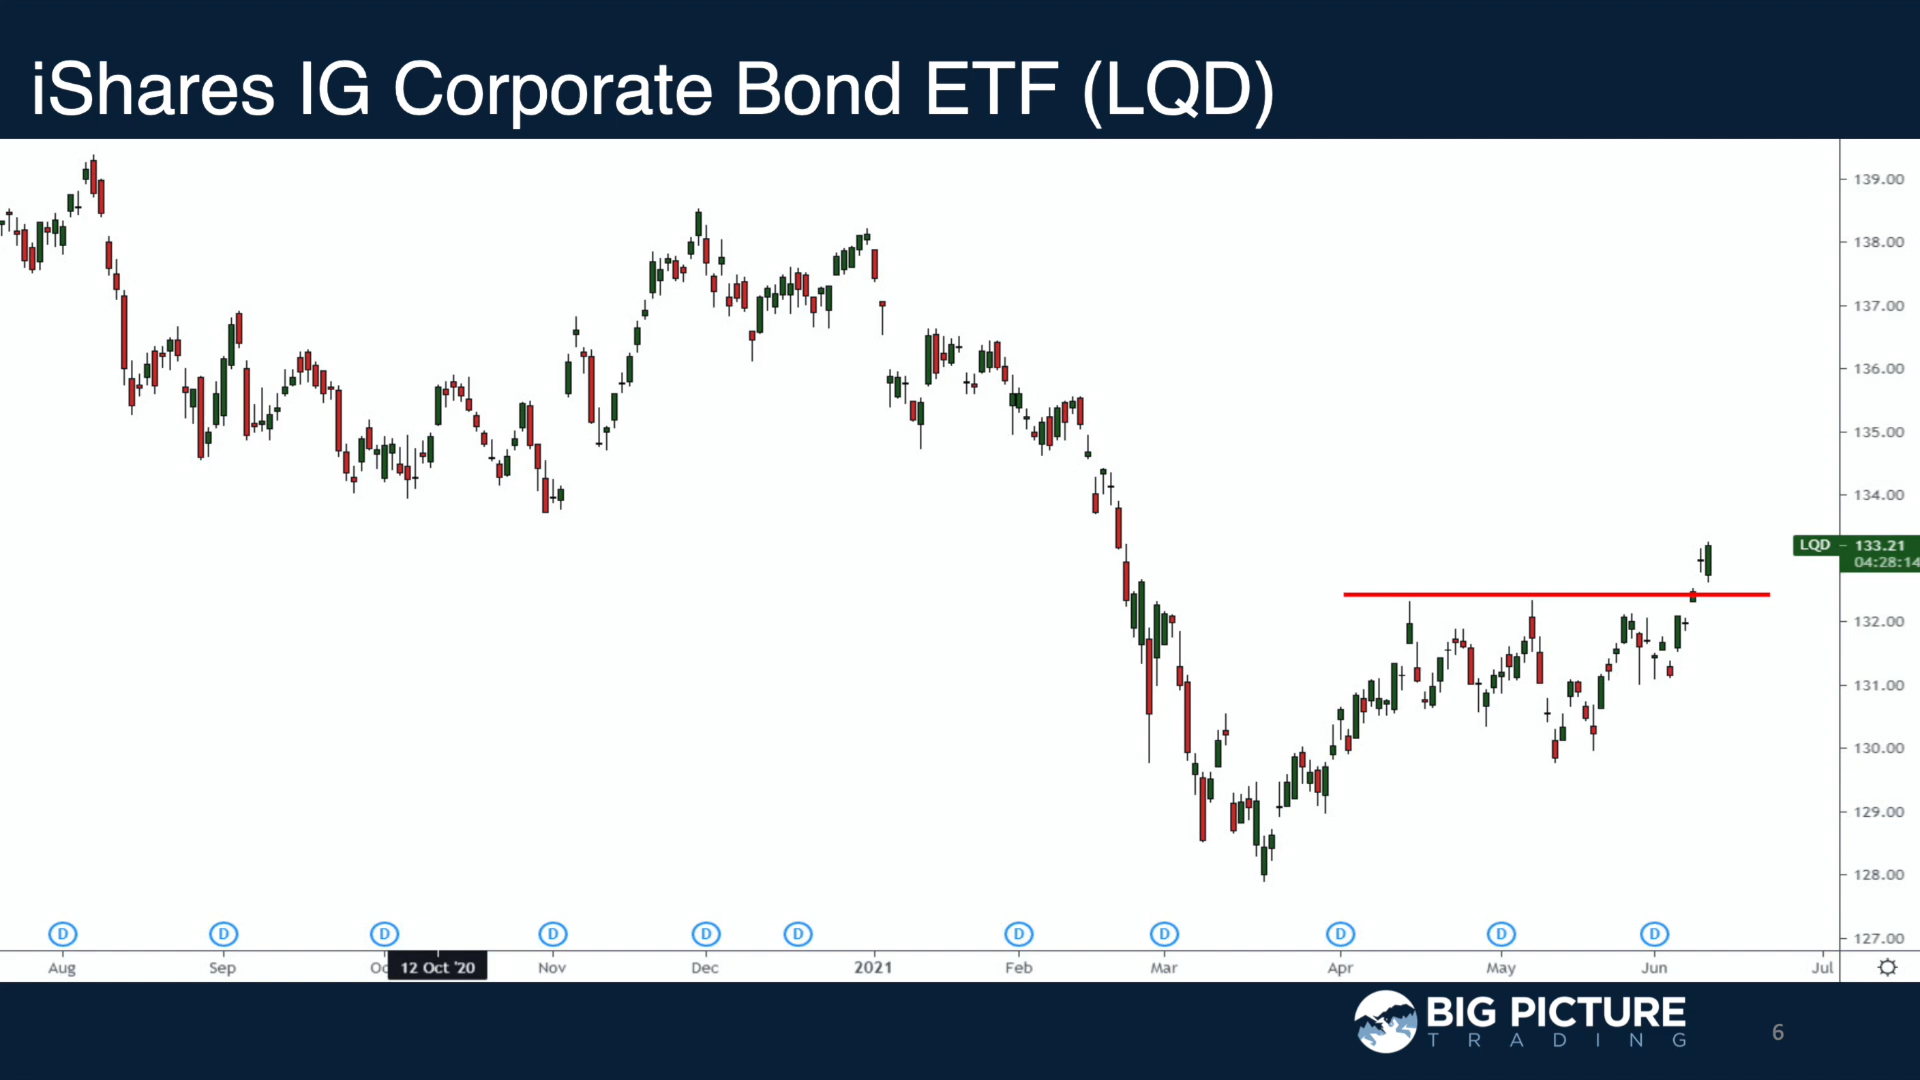 iShares IG Corporate Bond ETF (LQD)
139.00
138.00
137.00
136.00
135.00
134.00
LQD 133.21
04:28:14
132.00
131.00
130.00
129.00
128.00
127.00
D D D D D D D D D D D
Aug Sep Oc 12 Oct '20 Nov Dec 2021 Feb Mar Apr May Jun Jul
BIG PICTURE
TRADING
6